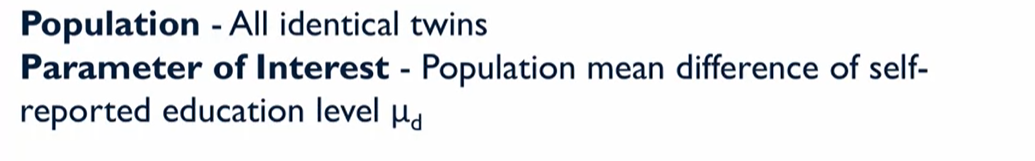 Population - All identical twins
Parameter of Interest - Population mean difference of self-
reported education level μd